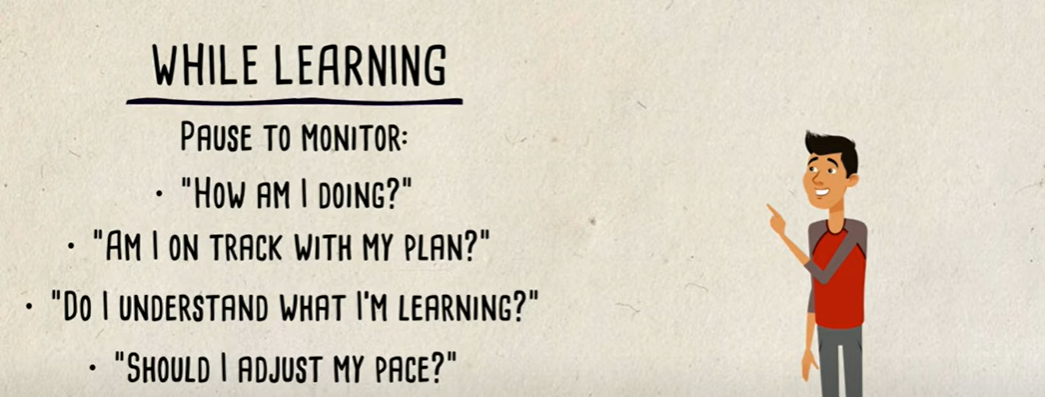 WHILE LEARNING
PAUSE TO MONITOR:
• "HOW AM I DOING?"
• "AM I ON TRACK WITH MY PLAN?"
• "DO I UNDERSTAND WHAT I'M LEARNING?"
• "SHOULD I ADJUST MY PACE?"